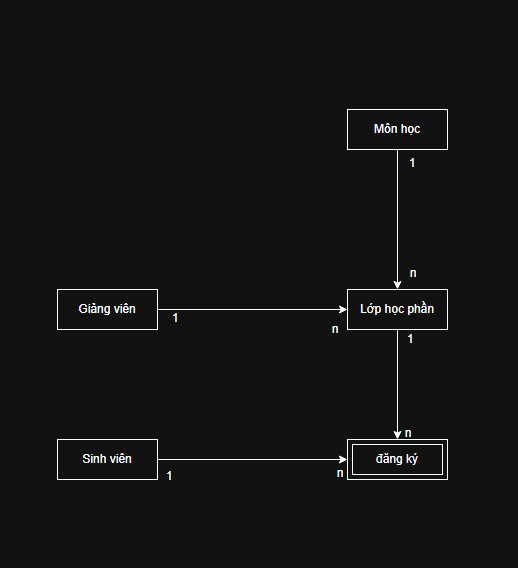 Môn học
1
n
Giảng viên
1
n
Lớp học phần
1
n
Sinh viên
1
n
đăng ký